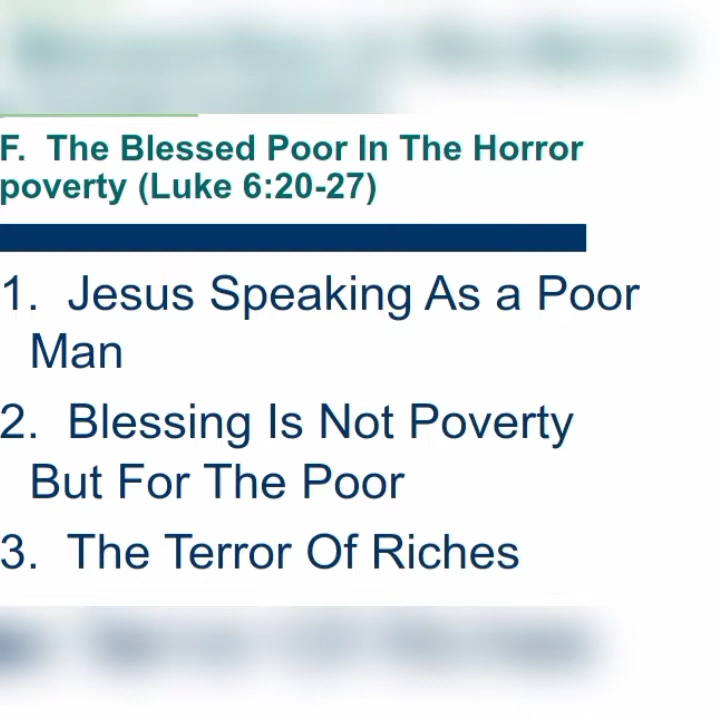 F.  The Blessed Poor In The Horror
poverty (Luke 6:20-27)
1.  Jesus Speaking As a Poor
Man
2.  Blessing Is Not Poverty
But For The Poor
3.  The Terror Of Riches